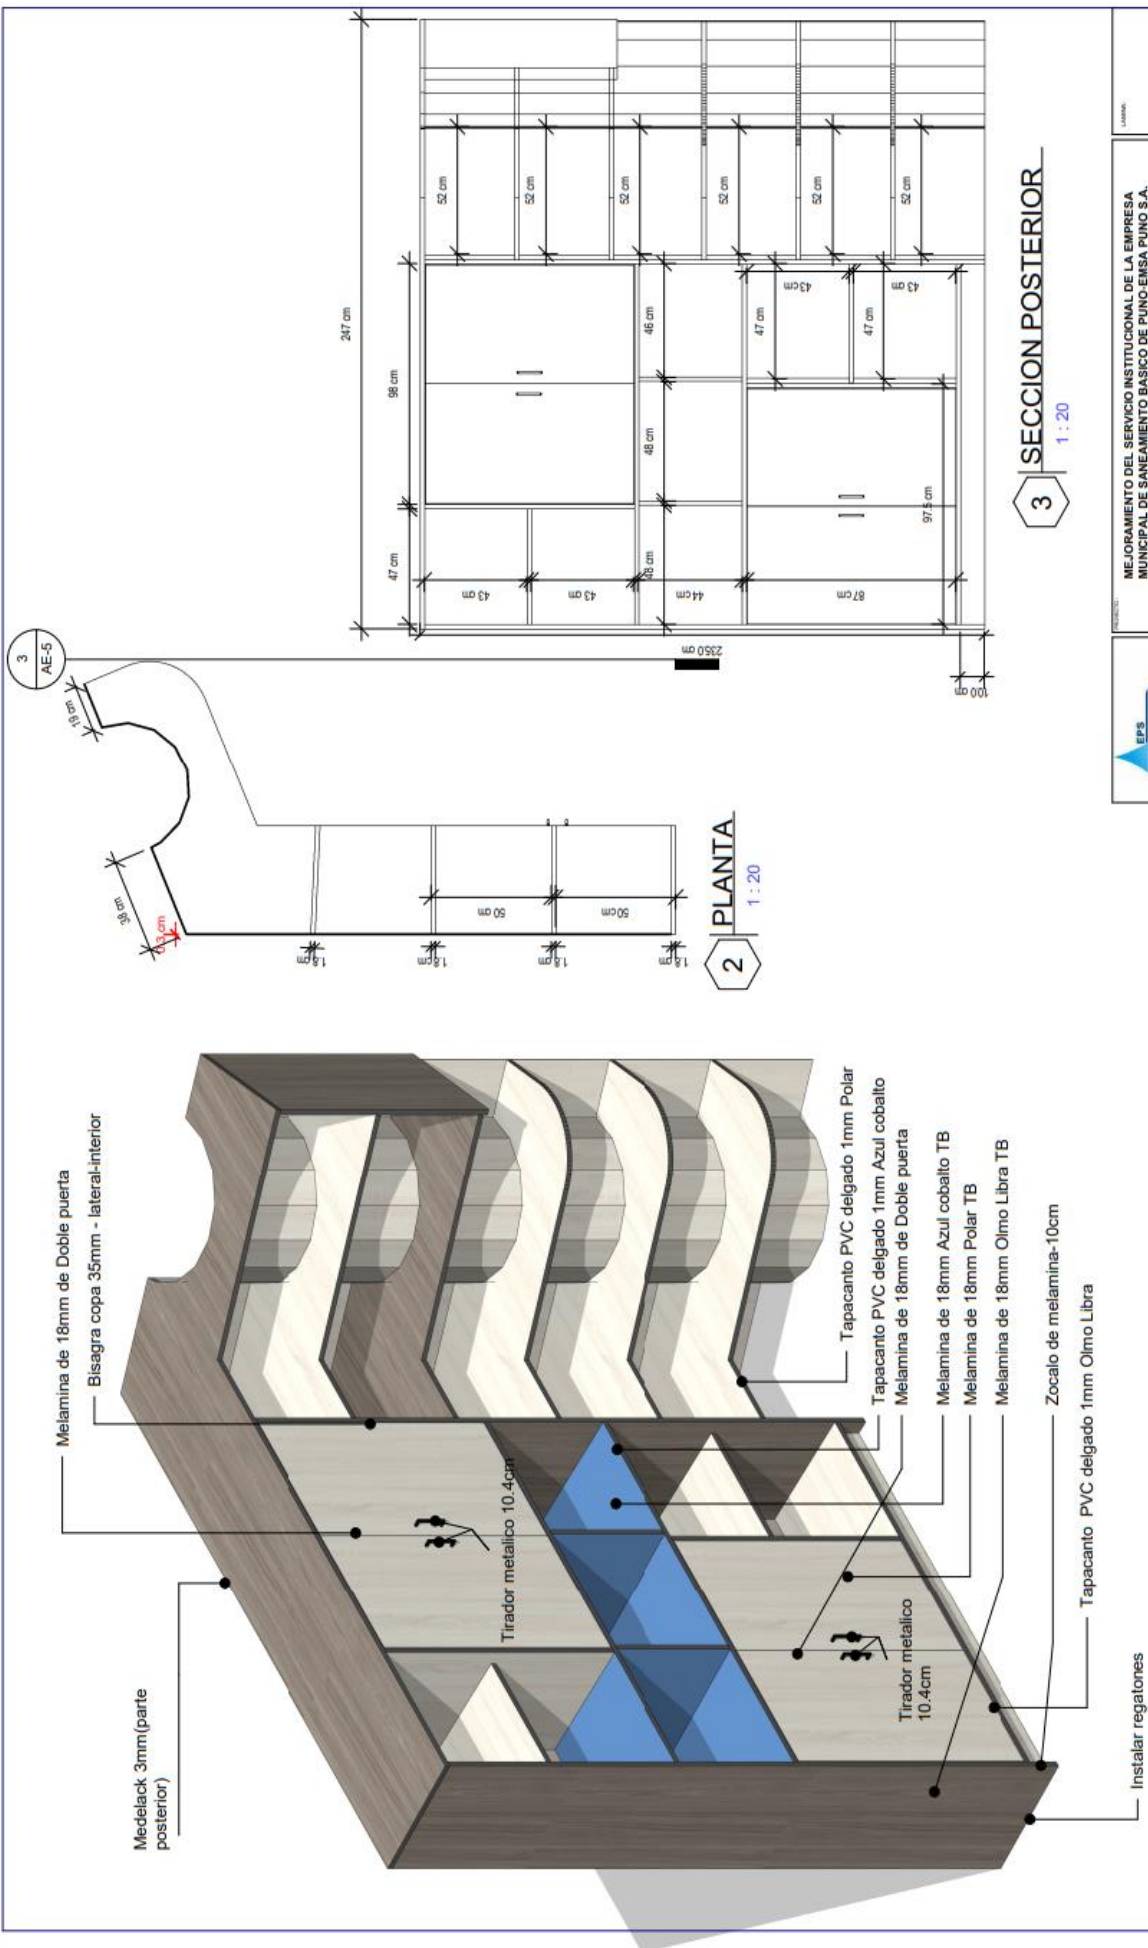 Medelack 3mm(parte
posterior)
Melamina de 18mm de Doble puerta
Bisagra copa 35mm - lateral-interior
Tirador metalico 10.4cm
Tirador metalico
10.4cm
Tapacanto PVC delgado 1mm Polar
Tapacanto PVC delgado 1mm Azul cobalto
Melamina de 18mm de Doble puerta
Melamina de 18mm Azul cobalto TB
Melamina de 18mm Polar TB
Melamina de 18mm Olmo Libra TB
Zocalo de melamina-10cm
Tapacanto PVC delgado 1mm Olmo Libra
Instalar regatones
3
AE-5
19 cm
38 cm
50 cm
50 cm
1.8 cm
1.8 cm
1.8 cm
1.8 cm
2 PLANTA
1 : 20
247 cm
47 cm
98 cm
52 cm
52 cm
52 cm
52 cm
52 cm
52 cm
43 cm
43 cm
44 cm
87 cm
48 cm
48 cm
46 cm
47 cm
47 cm
43 cm
43 cm
97.5 cm
2350 cm
100 cm
3 SECCION POSTERIOR
1 : 20
EPS
PROYECTO:
MEJORAMIENTO DEL SERVICIO INSTITUCIONAL DE LA EMPRESA
MUNICIPAL DE SANEAMIENTO BASICO DE PUNO-EMSA PUNO S.A.
LAMINA: